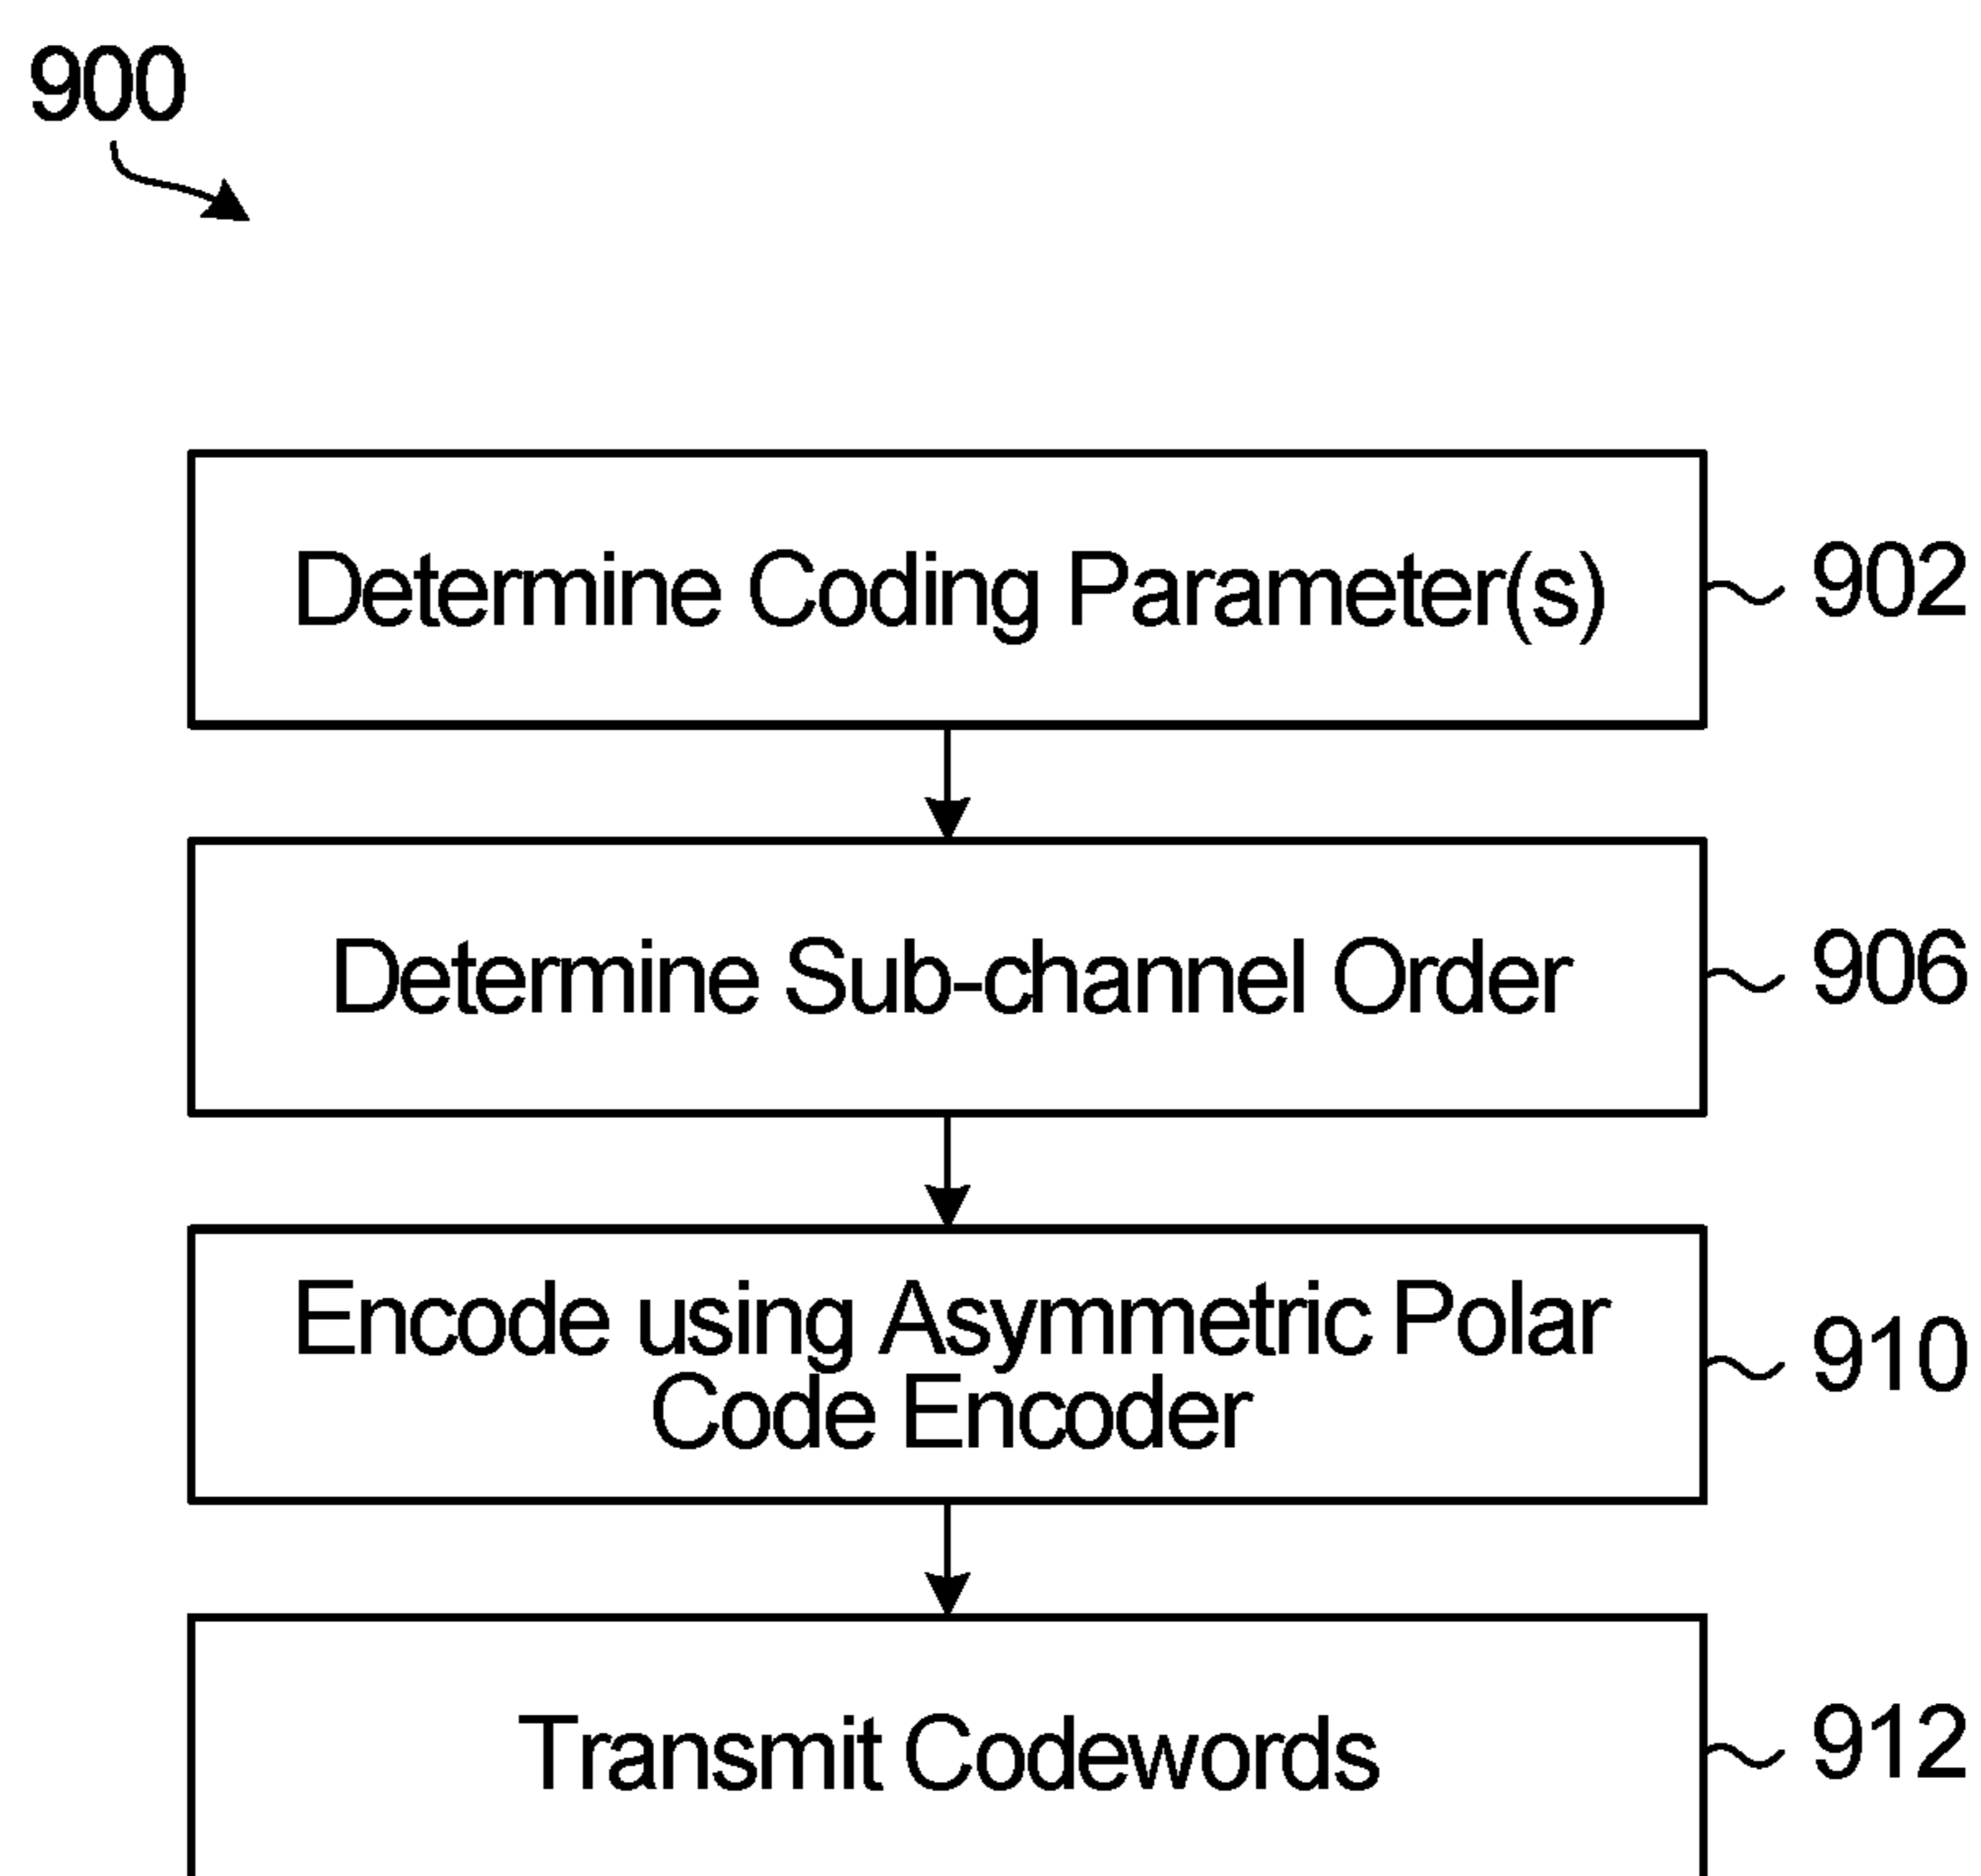 900
Determine Coding Parameter(s)
902
Determine Sub-channel Order
906
Encode using Asymmetric Polar
Code Encoder
910
Transmit Codewords
912